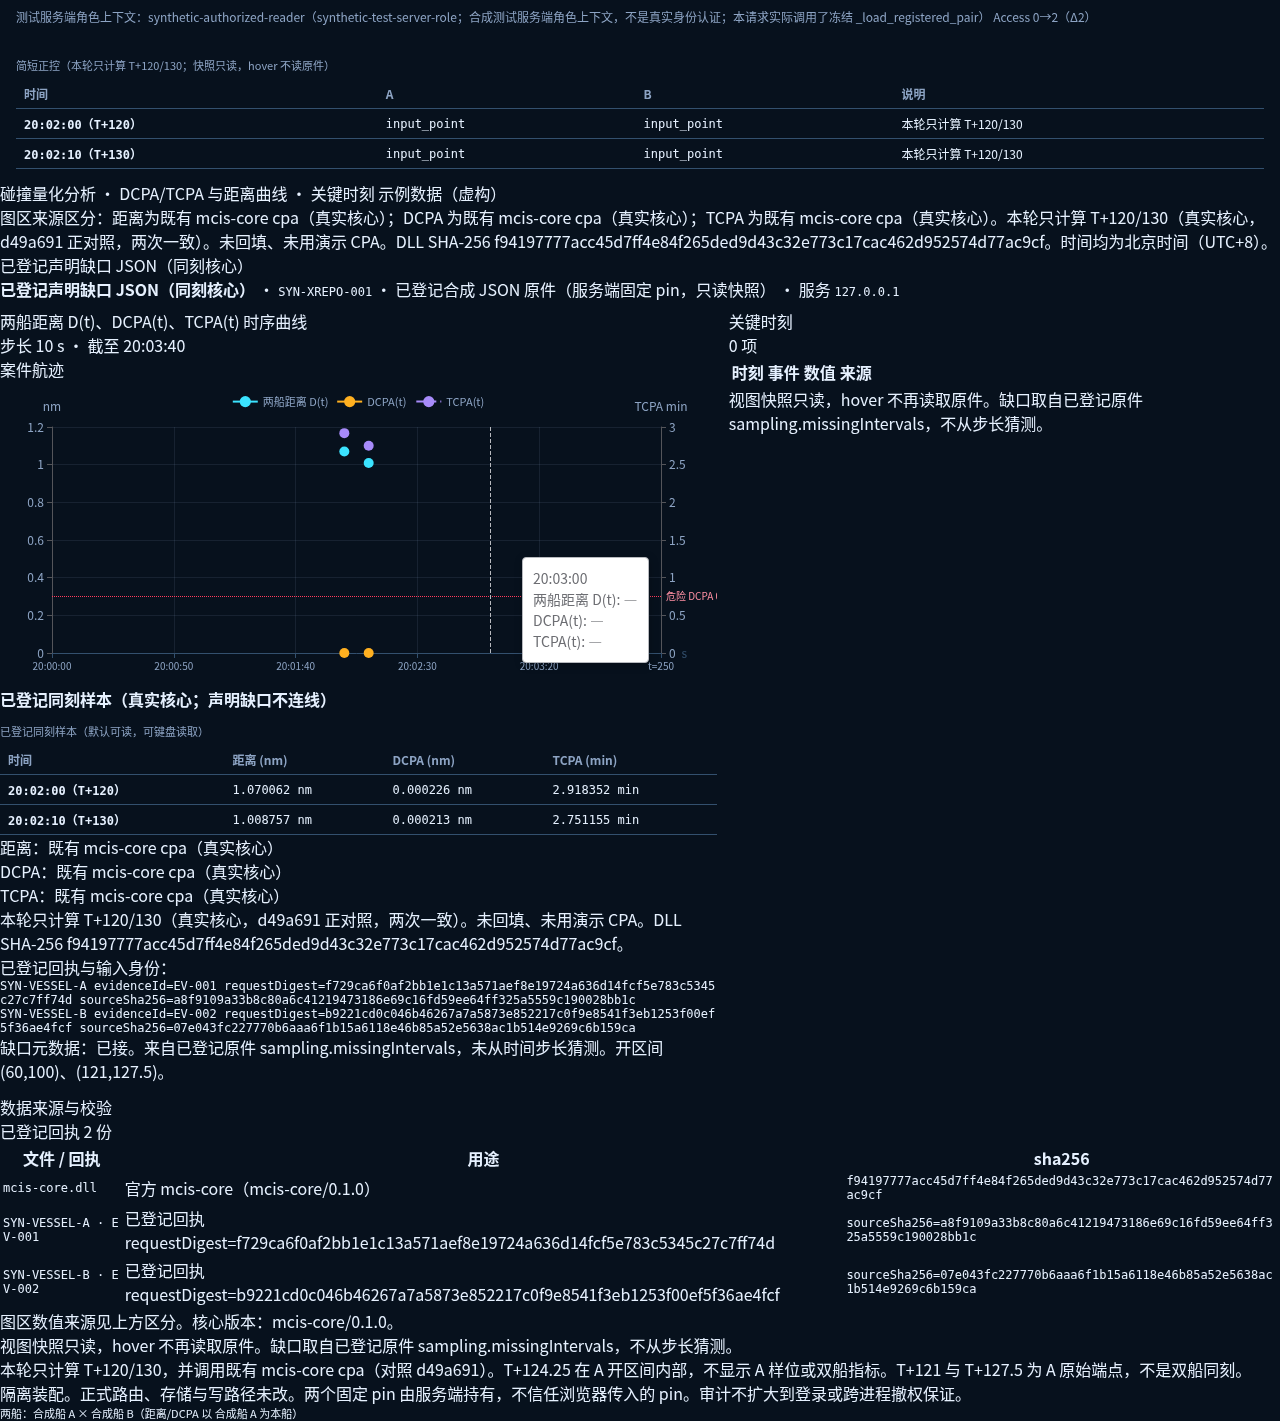 测试服务端角色上下文：synthetic-authorized-reader（synthetic-test-server-role；合成测试服务端角色上下文，不是真实身份认证；本请求实际调用了冻结 _load_registered_pair） Access 0→2（Δ2）
简短正控（本轮只计算 T+120/130；快照只读，hover 不读原件）
时间 A B 说明
20:02:00（T+120） input_point input_point 本轮只计算 T+120/130
20:02:10（T+130） input_point input_point 本轮只计算 T+120/130
碰撞量化分析 · DCPA/TCPA 与距离曲线 · 关键时刻 示例数据（虚构）
图区来源区分：距离为既有 mcis-core cpa（真实核心）；DCPA 为既有 mcis-core cpa（真实核心）；TCPA 为既有 mcis-core cpa（真实核心）。本轮只计算 T+120/130（真实核心，
d49a691 正对照，两次一致）。未回填、未用演示 CPA。DLL SHA-256 f94197777acc45d7ff4e84f265ded9d43c32e773c17cac462d952574d77ac9cf。时间均为北京时间（UTC+8）。
已登记声明缺口 JSON（同刻核心）
已登记声明缺口 JSON（同刻核心） · SYN-XREPO-001 · 已登记合成 JSON 原件（服务端固定 pin，只读快照） · 服务 127.0.0.1
两船距离 D(t)、DCPA(t)、TCPA(t) 时序曲线
步长 10 s · 截至 20:03:40
案件航迹
关键时刻
0 项
时刻 事件 数值 来源
视图快照只读，hover 不再读取原件。缺口取自已登记原件
sampling.missingIntervals，不从步长猜测。
两船距离 D(t) DCPA(t) TCPA(t)
nm TCPA min
1.2 3
1 2.5
0.8 2
0.6 1.5
0.4 1
0.2 0.5
0 0 s
危险 DCPA
20:03:00
两船距离 D(t): —
DCPA(t): —
TCPA(t): —
20:00:00 20:00:50 20:01:40 20:02:30 20:03:20 t=250
已登记同刻样本（真实核心；声明缺口不连线）
已登记同刻样本（默认可读，可键盘读取）
时间 距离 (nm) DCPA (nm) TCPA (min)
20:02:00（T+120） 1.070062 nm 0.000226 nm 2.918352 min
20:02:10（T+130） 1.008757 nm 0.000213 nm 2.751155 min
距离：既有 mcis-core cpa（真实核心）
DCPA：既有 mcis-core cpa（真实核心）
TCPA：既有 mcis-core cpa（真实核心）
本轮只计算 T+120/130（真实核心，d49a691 正对照，两次一致）。未回填、未用演示 CPA。DLL
SHA-256 f94197777acc45d7ff4e84f265ded9d43c32e773c17cac462d952574d77ac9cf。
已登记回执与输入身份：
SYN-VESSEL-A evidenceId=EV-001 requestDigest=f729ca6f0af2bb1e1c13a571aef8e19724a636d14fcf5e783c5345
c27c7ff74d sourceSha256=a8f9109a33b8c80a6c41219473186e69c16fd59ee64ff325a5559c190028bb1c
SYN-VESSEL-B evidenceId=EV-002 requestDigest=b9221cd0c046b46267a7a5873e852217c0f9e8541f3eb1253f00ef
5f36ae4fcf sourceSha256=07e043fc227770b6aaa6f1b15a6118e46b85a52e5638ac1b514e9269c6b159ca
缺口元数据：已接。来自已登记原件 sampling.missingIntervals，未从时间步长猜测。开区间
(60,100)、(121,127.5)。
数据来源与校验
已登记回执 2 份
文件 / 回执 用途 sha256
mcis-core.dll 官方 mcis-core（mcis-core/0.1.0） f94197777acc45d7ff4e84f265ded9d43c32e773c17cac462d952574d77
ac9cf
SYN-VESSEL-A · E
V-001
已登记回执
requestDigest=f729ca6f0af2bb1e1c13a571aef8e19724a636d14fcf5e783c5345c27c7ff74d
sourceSha256=a8f9109a33b8c80a6c41219473186e69c16fd59ee64ff3
25a5559c190028bb1c
SYN-VESSEL-B · E
V-002
已登记回执
requestDigest=b9221cd0c046b46267a7a5873e852217c0f9e8541f3eb1253f00ef5f36ae4fcf
sourceSha256=07e043fc227770b6aaa6f1b15a6118e46b85a52e5638ac
1b514e9269c6b159ca
图区数值来源见上方区分。核心版本：mcis-core/0.1.0。
视图快照只读，hover 不再读取原件。缺口取自已登记原件 sampling.missingIntervals，不从步长猜测。
本轮只计算 T+120/130，并调用既有 mcis-core cpa（对照 d49a691）。T+124.25 在 A 开区间内部，不显示 A 样位或双船指标。T+121 与 T+127.5 为 A 原始端点，不是双船同刻。
隔离装配。正式路由、存储与写路径未改。两个固定 pin 由服务端持有，不信任浏览器传入的 pin。审计不扩大到登录或跨进程撤权保证。
两船：合成船 A × 合成船 B（距离/DCPA 以 合成船 A 为本船）